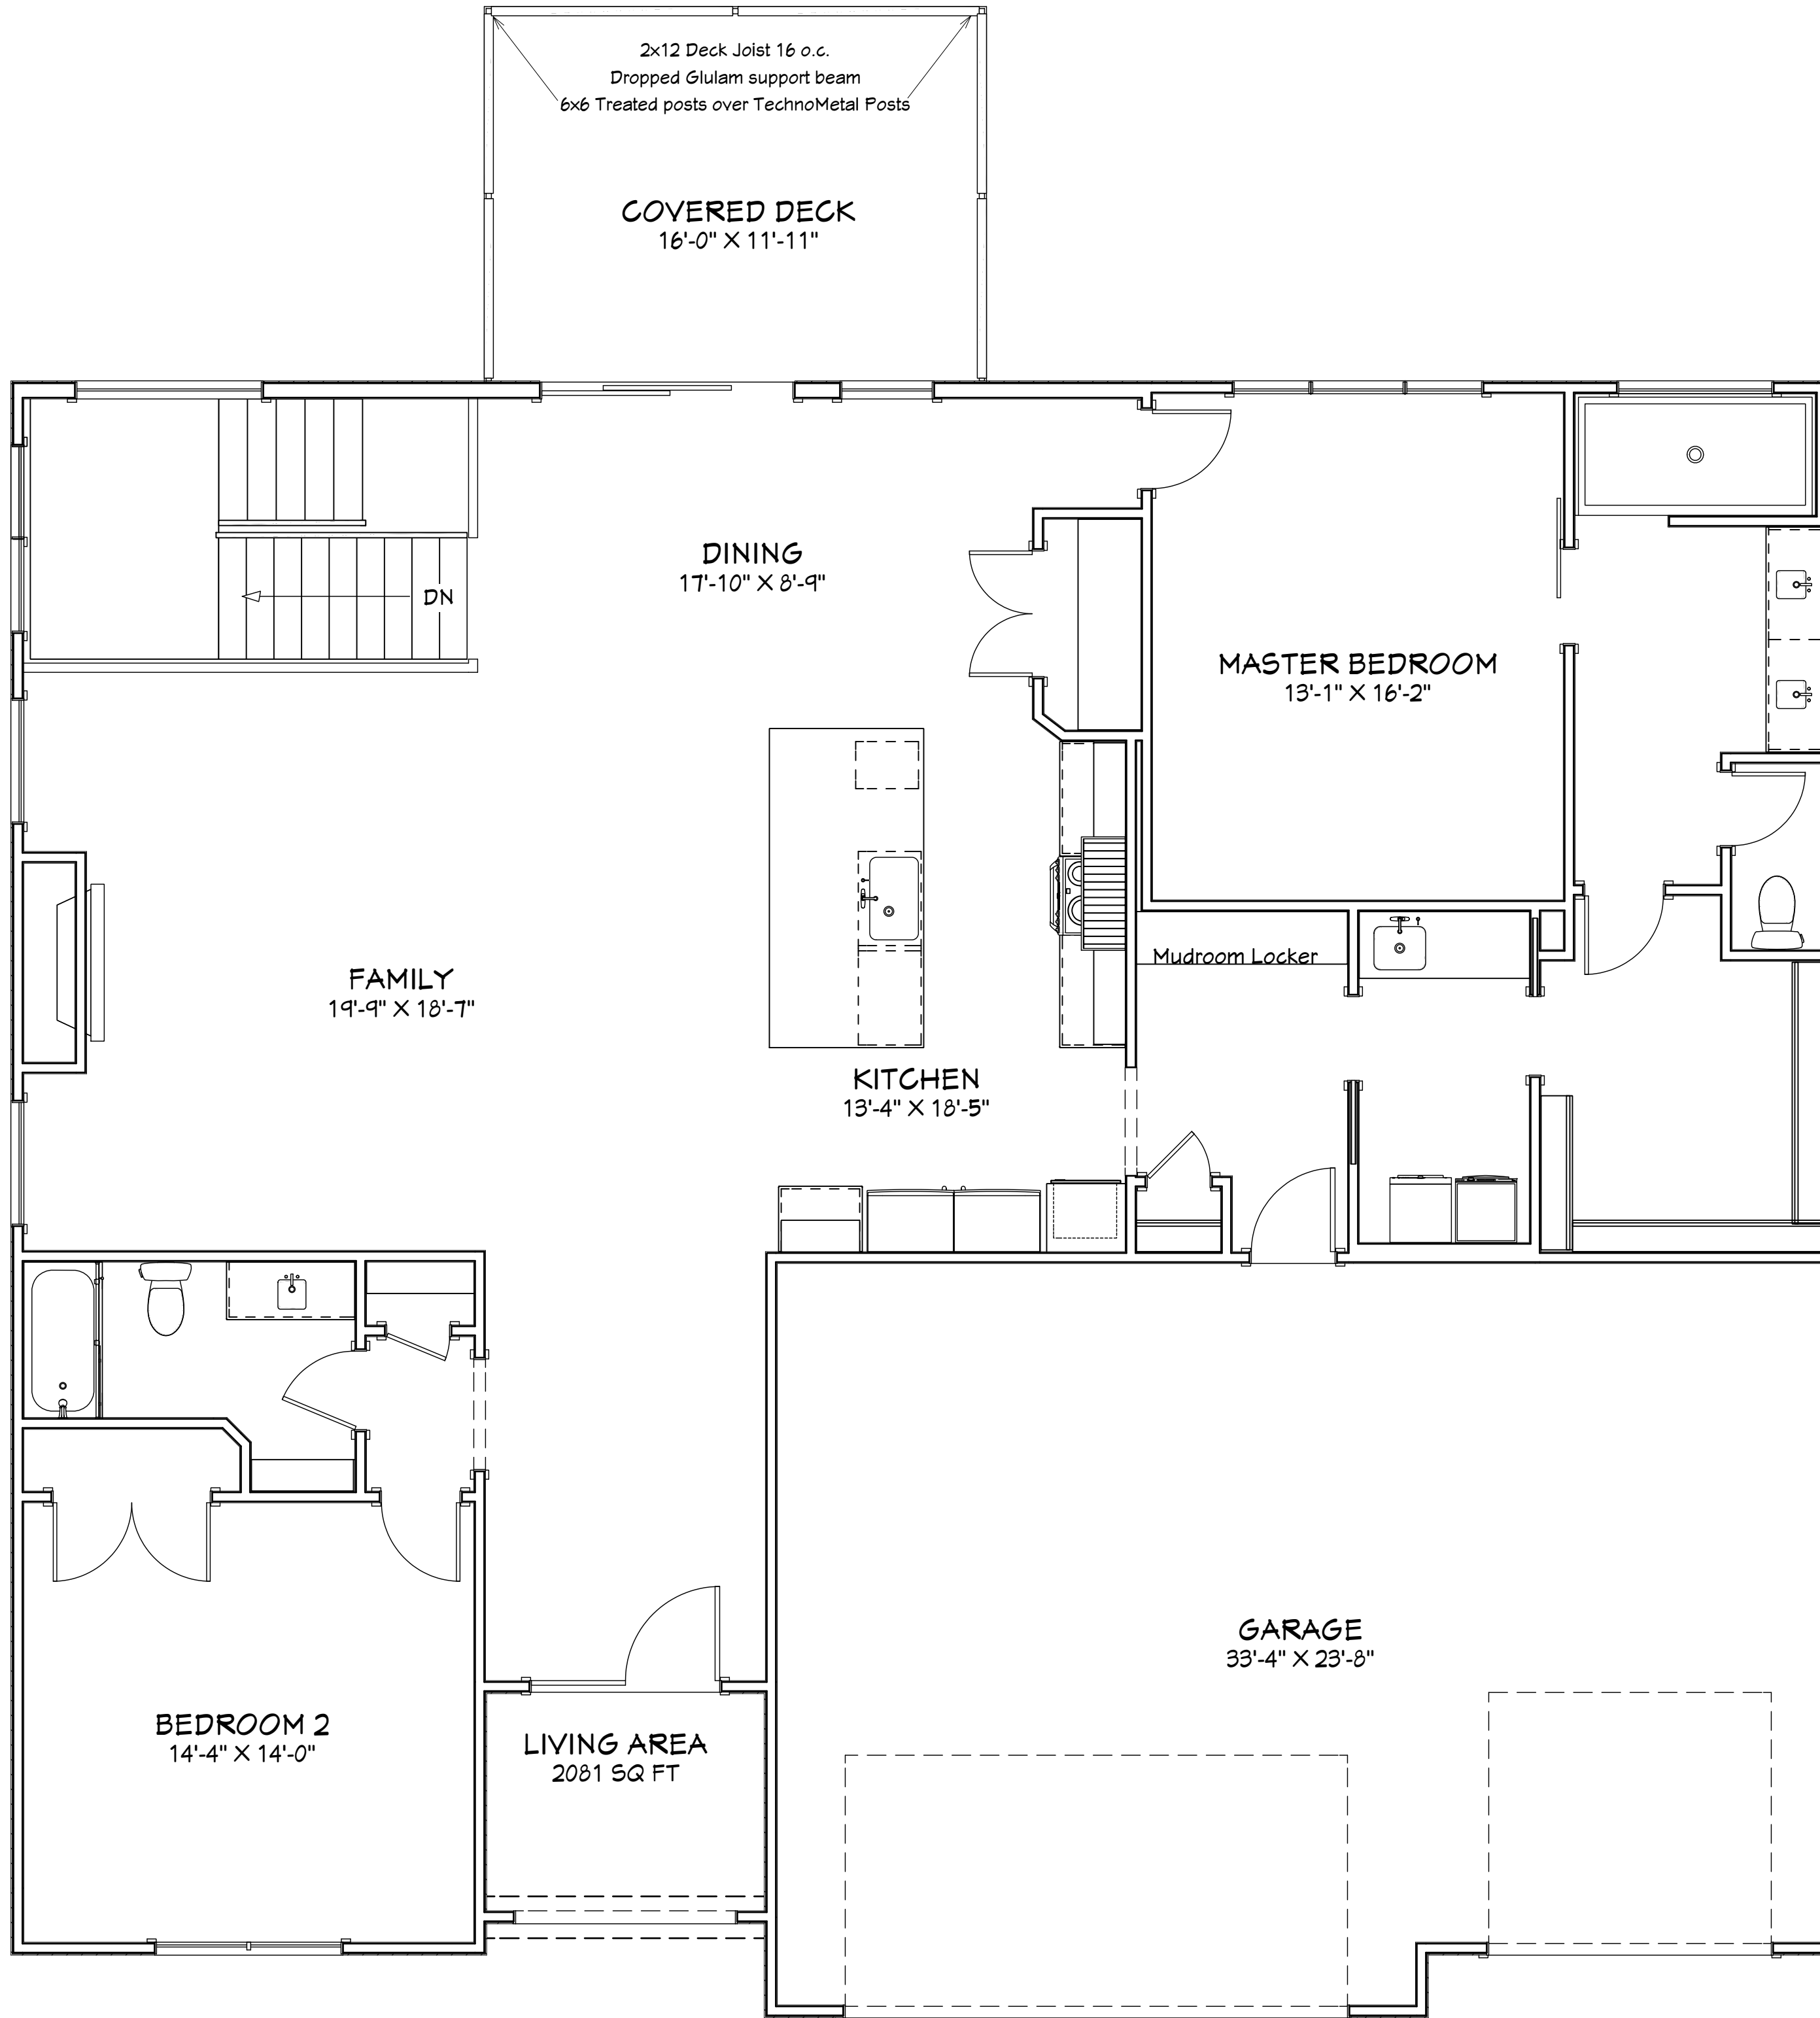 2x12 Deck Joist 16 o.c.
Dropped Glulam support beam
6x6 Treated posts over TechnoMetal Posts
COVERED DECK
16'-0" X 11'-11"
DINING
17'-10" X 8'-9"
DN
MASTER BEDROOM
13'-1" X 16'-2"
Mudroom Locker
FAMILY
19'-9" X 18'-7"
KITCHEN
13'-4" X 18'-5"
GARAGE
33'-4" X 23'-8"
BEDROOM 2
14'-4" X 14'-0"
LIVING AREA
2081 SQ FT